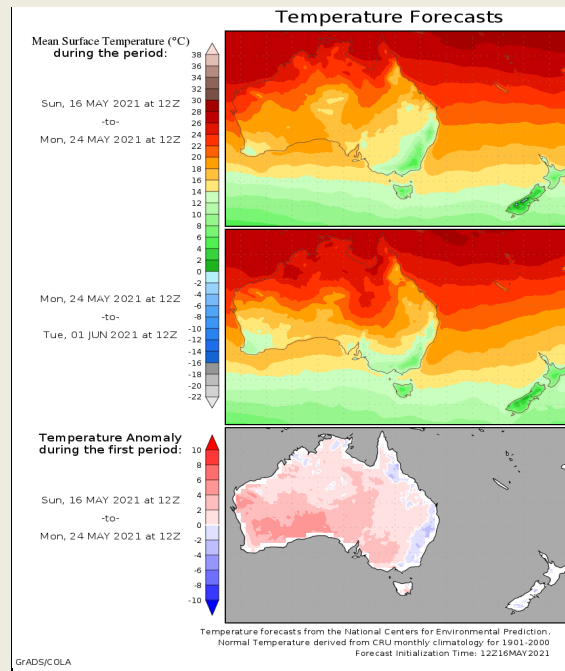 Temperature Forecasts
Mean Surface Temperature (°C)
during the period:
Sun, 16 MAY 2021 at 12Z
-to-
Mon, 24 MAY 2021 at 12Z
38
36
34
32
30
28
26
24
22
20
18
16
14
12
10
8
6
4
2
0
-2
-4
-6
-8
-10
-12
-14
-16
-18
-20
-22
Mon, 24 MAY 2021 at 12Z
-to-
Tue, 01 JUN 2021 at 12Z
Temperature Anomaly
during the first period:
Sun, 16 MAY 2021 at 12Z
-to-
Mon, 24 MAY 2021 at 12Z
10
8
6
4
2
0
-2
-4
-6
-8
-10
Temperature forecasts from the National Centers for Environmental Prediction.
Normal Temperature derived from CRU monthly climatology for 1901-2000
Forecast Initialization Time: 12Z16MAY2021
GrADS/COLA